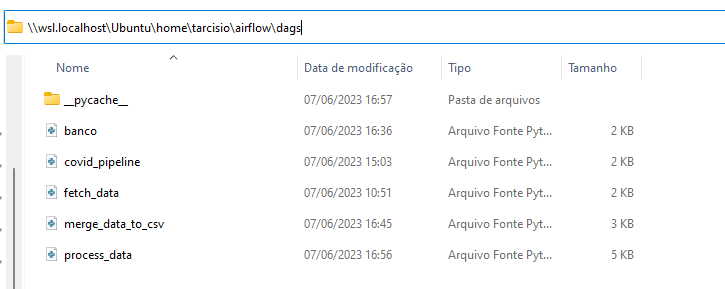 \\wsl.localhost\Ubuntu\home\tarcisio\airflow\dags
Nome Data de modificação Tipo Tamanho
__pycache__ 07/06/2023 16:57 Pasta de arquivos
banco 07/06/2023 16:36 Arquivo Fonte Pyt... 2 KB
covid_pipeline 07/06/2023 15:03 Arquivo Fonte Pyt... 2 KB
fetch_data 07/06/2023 10:51 Arquivo Fonte Pyt... 2 KB
merge_data_to_csv 07/06/2023 16:45 Arquivo Fonte Pyt... 3 KB
process_data 07/06/2023 16:56 Arquivo Fonte Pyt... 5 KB